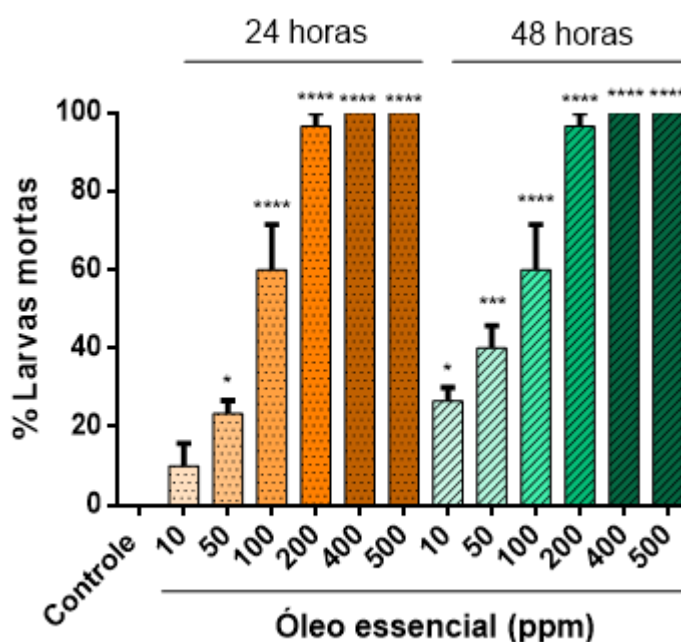 24 horas 48 horas
**** **** **** **** **** ****
**** ****
***
* *
100
80
60
40
20
0
% Larvas mortas
Controle 10 50 100 200 400 500 10 50 100 200 400 500
Óleo essencial (ppm)